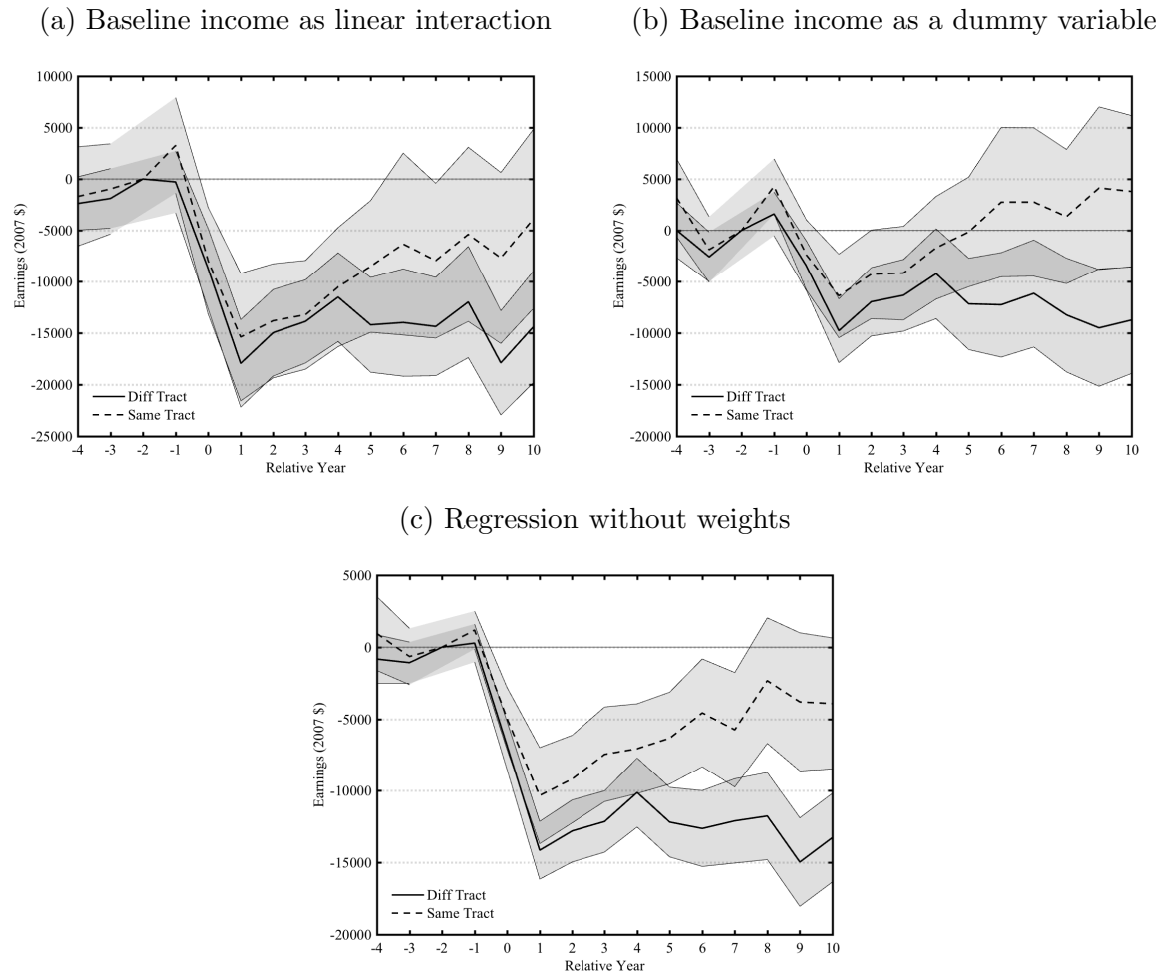 (a) Baseline income as linear interaction
10000
5000
0
-5000
-10000
-15000
-20000
-25000
Earnings (2007 $)
Diff Tract
Same Tract
-4 -3 -2 -1 0 1 2 3 4 5 6 7 8 9 10
Relative Year
(b) Baseline income as a dummy variable
15000
10000
5000
0
-5000
-10000
-15000
-20000
Earnings (2007 $)
Diff Tract
Same Tract
-4 -3 -2 -1 0 1 2 3 4 5 6 7 8 9 10
Relative Year
(c) Regression without weights
5000
0
-5000
-10000
-15000
-20000
Earnings (2007 $)
Diff Tract
Same Tract
-4 -3 -2 -1 0 1 2 3 4 5 6 7 8 9 10
Relative Year